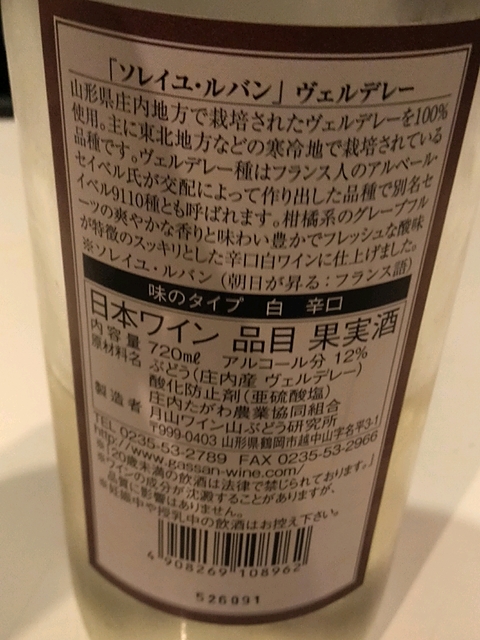 「ソレイユ・ルバン」 ヴェルデレー
山形県庄内地方で栽培されたヴェルデレーを100%
使用。主に東北地方などの寒冷地で栽培されている
品種です。ヴェルデレー種はフランス人のアルベール・
セイベル氏が交配によって作り出した品種で別名セ
イベル9110種とも呼ばれます。柑橘系のグレープフル
ーツの爽やかな香りと味わい豊かでフレッシュな酸味
が特徴のスッキリとした辛口白ワインに仕上げました。
※ソレイユ・ルバン（朝日が昇る：フランス語）
味のタイプ 白 辛口
日本ワイン 品目 果実酒
内容量 720mℓ アルコール分 12%
原材料名 ぶどう（庄内産 ヴェルデレー）
酸化防止剤（亜硫酸塩）
製造者 庄内たがわ農業協同組合
月山ワイン山ぶどう研究所
〒999-0403 山形県鶴岡市越中山字名平3-1
TEL 0235-53-2789 FAX 0235-53-2966
http://www.gassan-wine.com/
※「20歳未満の飲酒は法律で禁じられております。」
※ワインの成分が沈澱することがありますが、
品質に影響はありません。
※妊娠中や授乳中の飲酒はお控え下さい。
4 908269 108962
526091